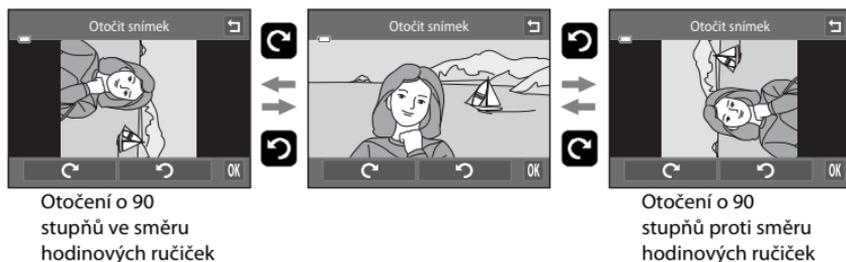 Otočit snímek
OK
Otočit snímek
OK
Otočit snímek
OK
Otočení o 90
stupňů ve směru
hodinových ručiček
Otočení o 90
stupňů proti směru
hodinových ručiček